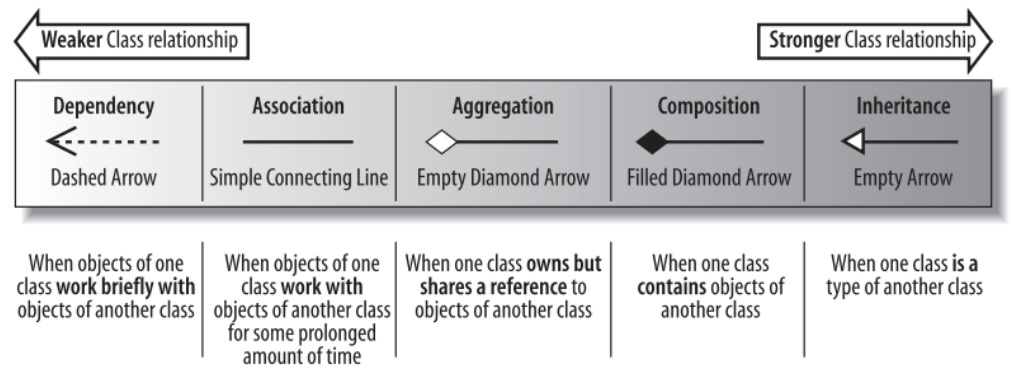 Weaker Class relationship
Stronger Class relationship
Dependency
Association
Aggregation
Composition
Inheritance
Dashed Arrow
Simple Connecting Line
Empty Diamond Arrow
Filled Diamond Arrow
Empty Arrow
When objects of one
class work briefly with
objects of another class
When objects of one
class work with
objects of another class
for some prolonged
amount of time
When one class owns but
shares a reference to
objects of another class
When one class
contains objects of
another class
When one class is a
type of another class